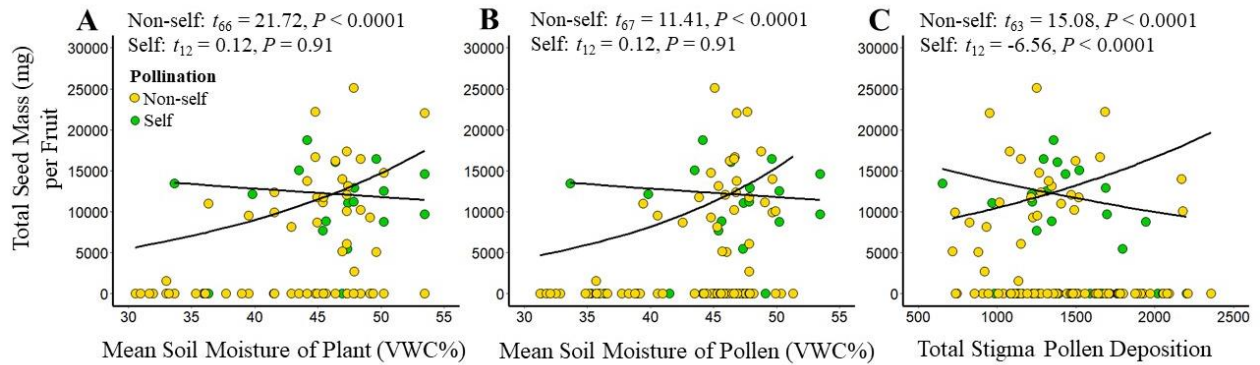 A
Non-self: t66 = 21.72, P < 0.0001
Self: t12 = 0.12, P = 0.91
Pollination
Non-self
Self
Total Seed Mass (mg)
per Fruit
30000
25000
20000
15000
10000
5000
0
30 35 40 45 50 55
Mean Soil Moisture of Plant (VWC%)
B
Non-self: t67 = 11.41, P < 0.0001
Self: t12 = 0.12, P = 0.91
30000
25000
20000
15000
10000
5000
0
30 35 40 45 50 55
Mean Soil Moisture of Pollen (VWC%)
C
Non-self: t63 = 15.08, P < 0.0001
Self: t12 = -6.56, P < 0.0001
30000
25000
20000
15000
10000
5000
0
500 1000 1500 2000 2500
Total Stigma Pollen Deposition